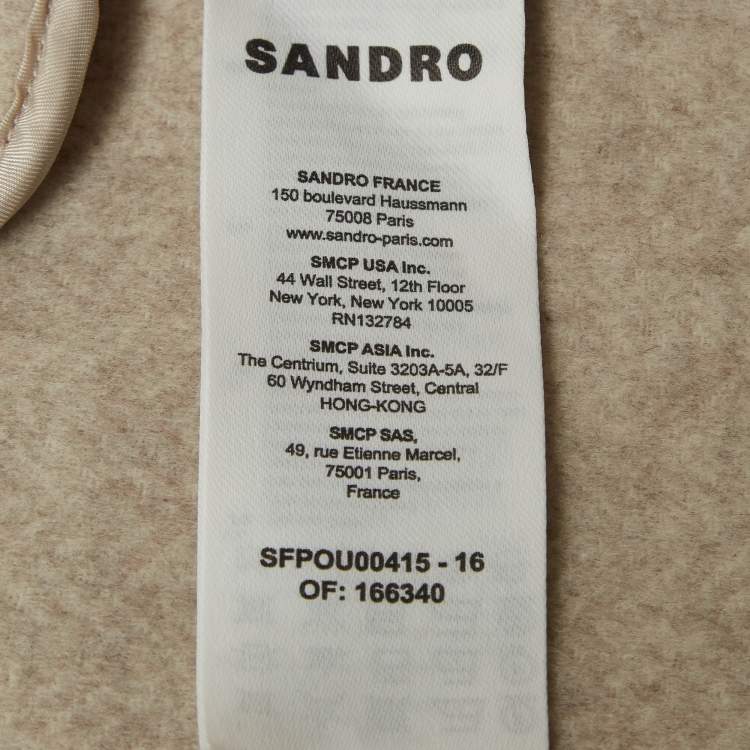 SANDRO
SANDRO FRANCE
150 boulevard Haussmann
75008 Paris
www.sandro-paris.com
SMCP USA Inc.
44 Wall Street, 12th Floor
New York, New York 10005
RN132784
SMCP ASIA Inc.
The Centrium, Suite 3203A-5A, 32/F
60 Wyndham Street, Central
HONG-KONG
SMCP SAS,
49, rue Etienne Marcel,
75001 Paris,
France
SFPOU00415 - 16
OF: 166340